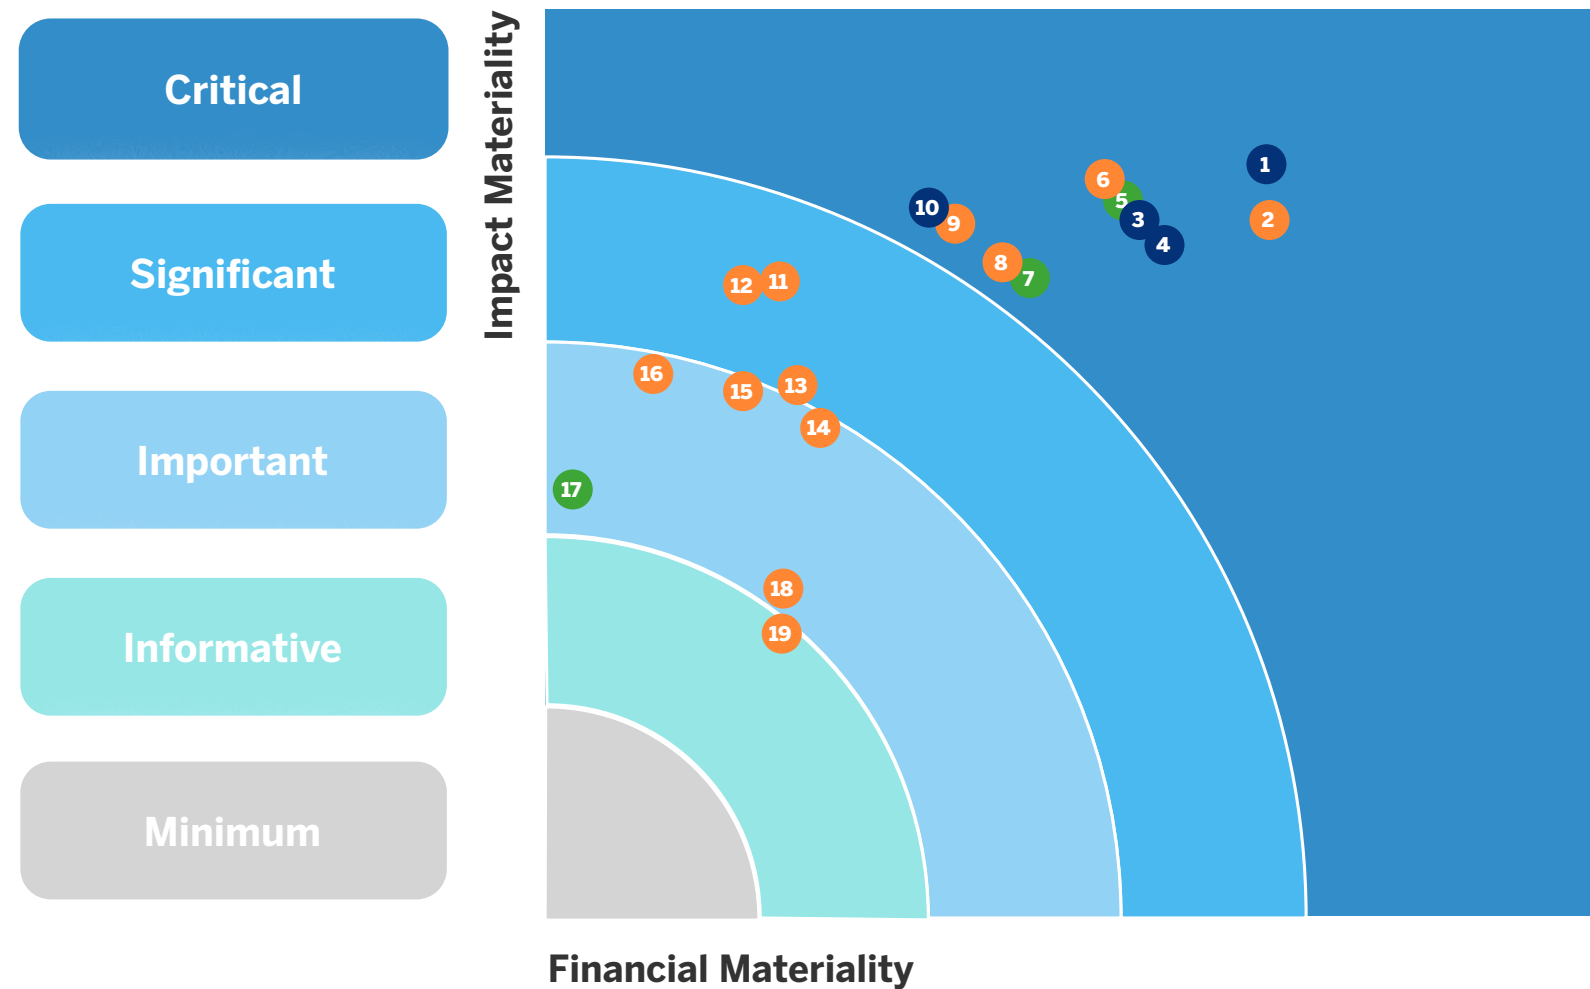 Critical
Significant
Important
Informative
Minimum
Impact Materiality
1
6
5
2
10
9
3
4
8
7
12
11
16
15
13
14
17
18
19
Financial Materiality